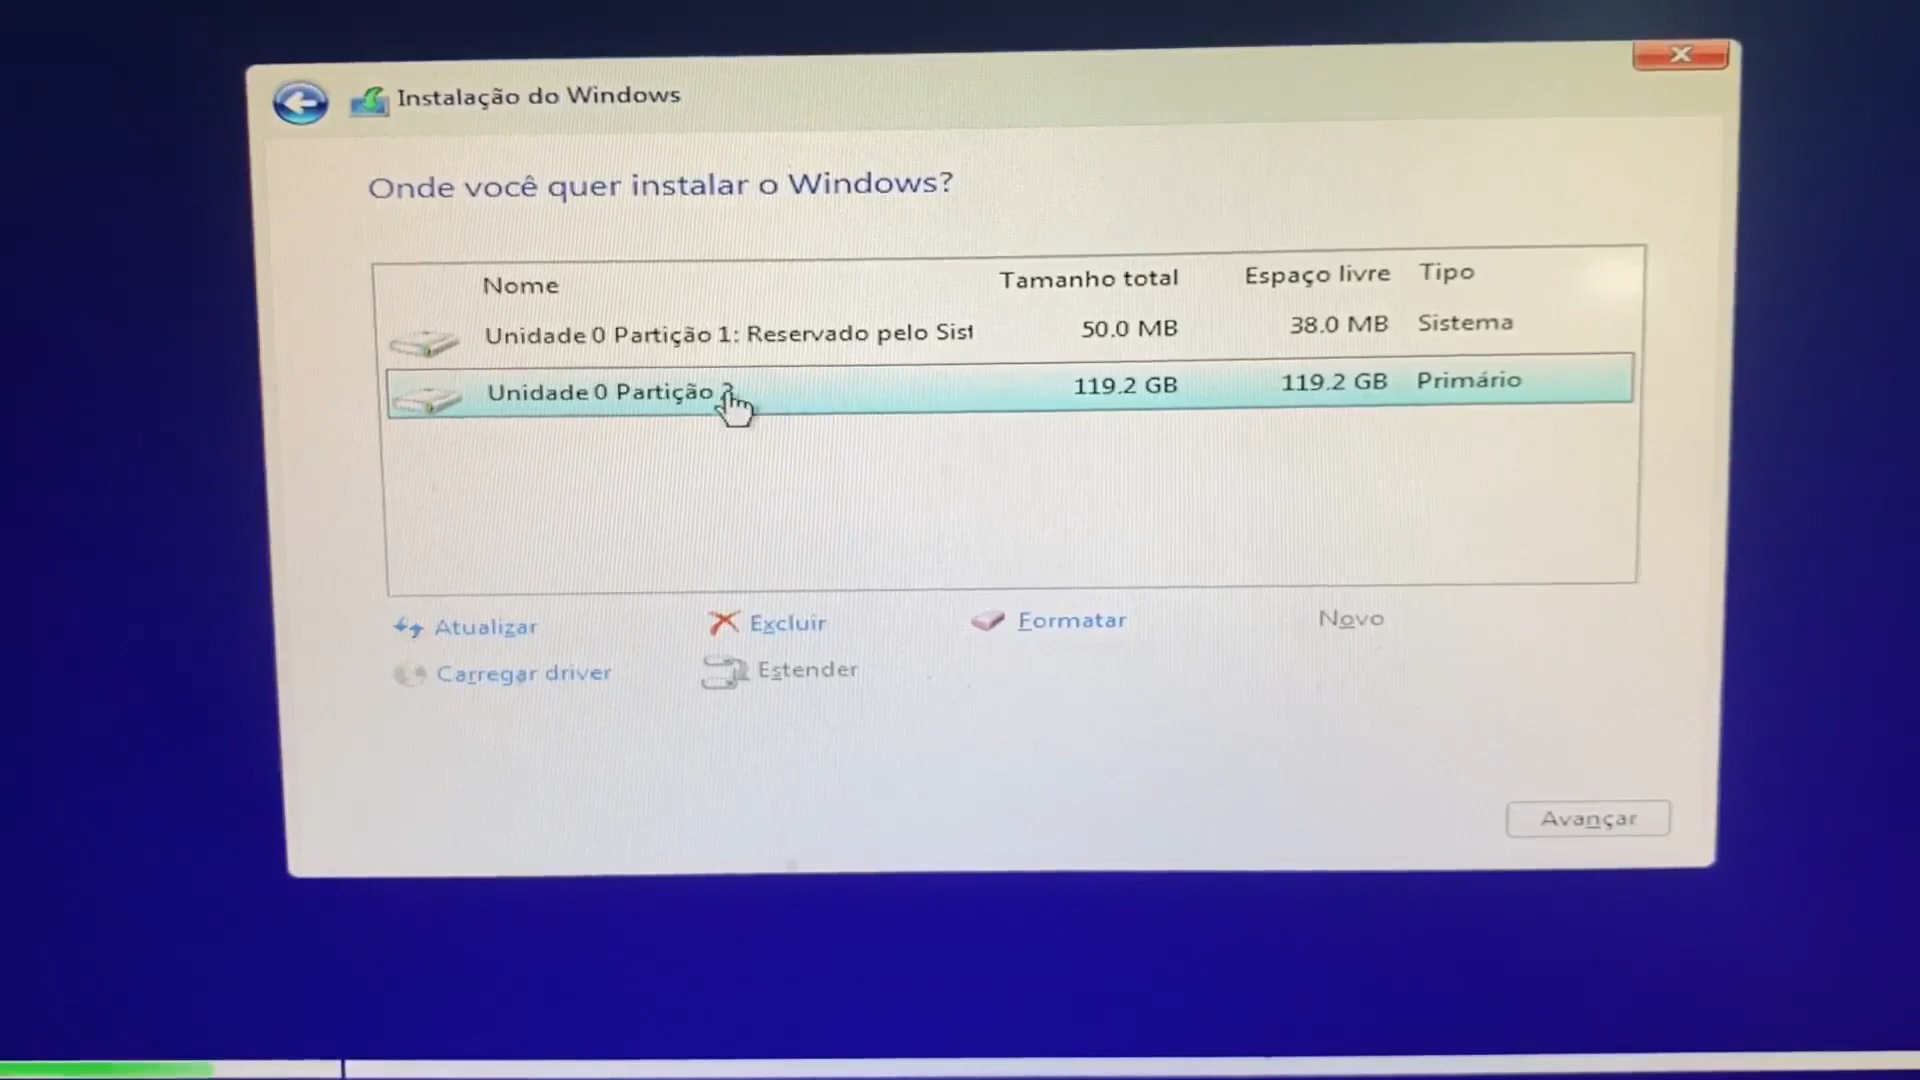 Instalação do Windows
Onde você quer instalar o Windows?
Nome Tamanho total Espaço livre Tipo
Unidade 0 Partição 1: Reservado pelo Sist 50.0 MB 38.0 MB Sistema
Unidade 0 Partição 2 119.2 GB 119.2 GB Primário
Atualizar Excluir Formatar Novo
Carregar driver Estender
Avançar